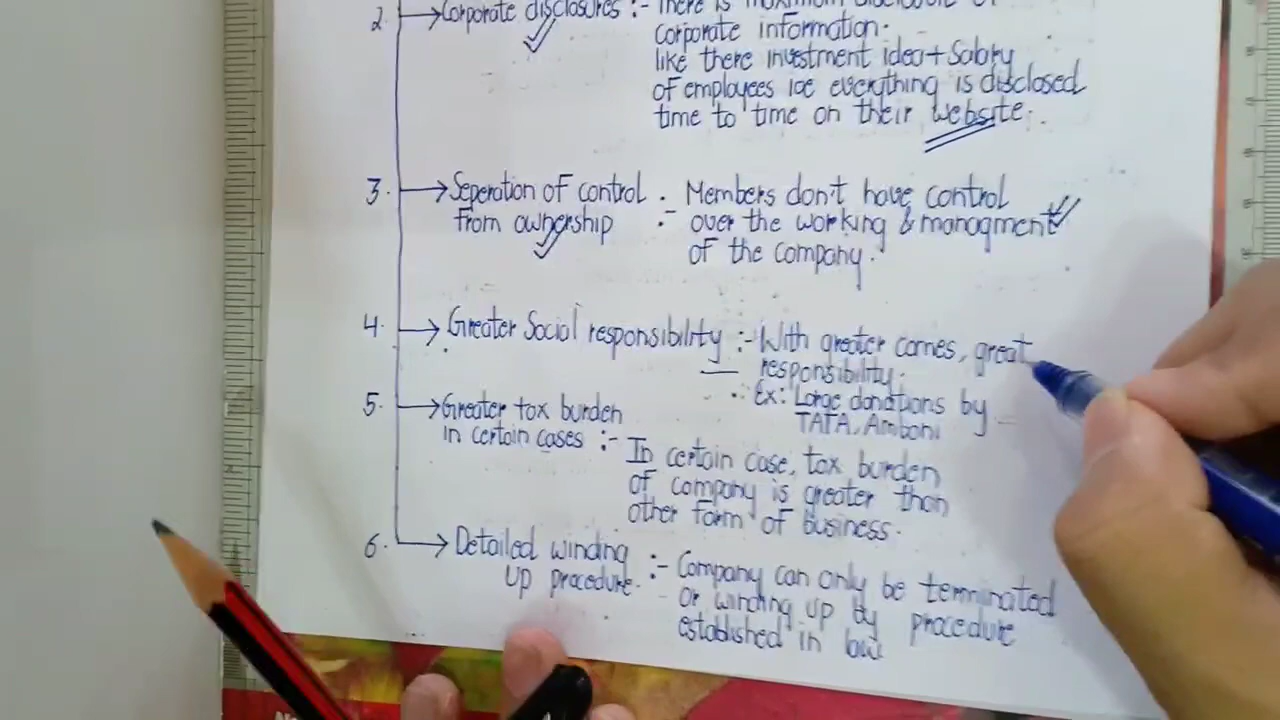 2. → Corporate disclosures :- There is maximum disclosure of
corporate information.
like there investment idea + Salary
of employees ice everything is disclosed
time to time on their website.
3. → Seperation of control
from ownership :- Members don't have control
over the working & managment
of the company.
4. → Greater Social responsibility :- With greater comes, great
responsibility.
Ex: Large donations by
TATA, Ambani
5. → Greater tax burden
in certain cases :- In certain case, tax burden
of company is greater than
other form of business.
6. → Detailed winding
up procedure. :- Company can only be terminated
or winding up by procedure
established in law